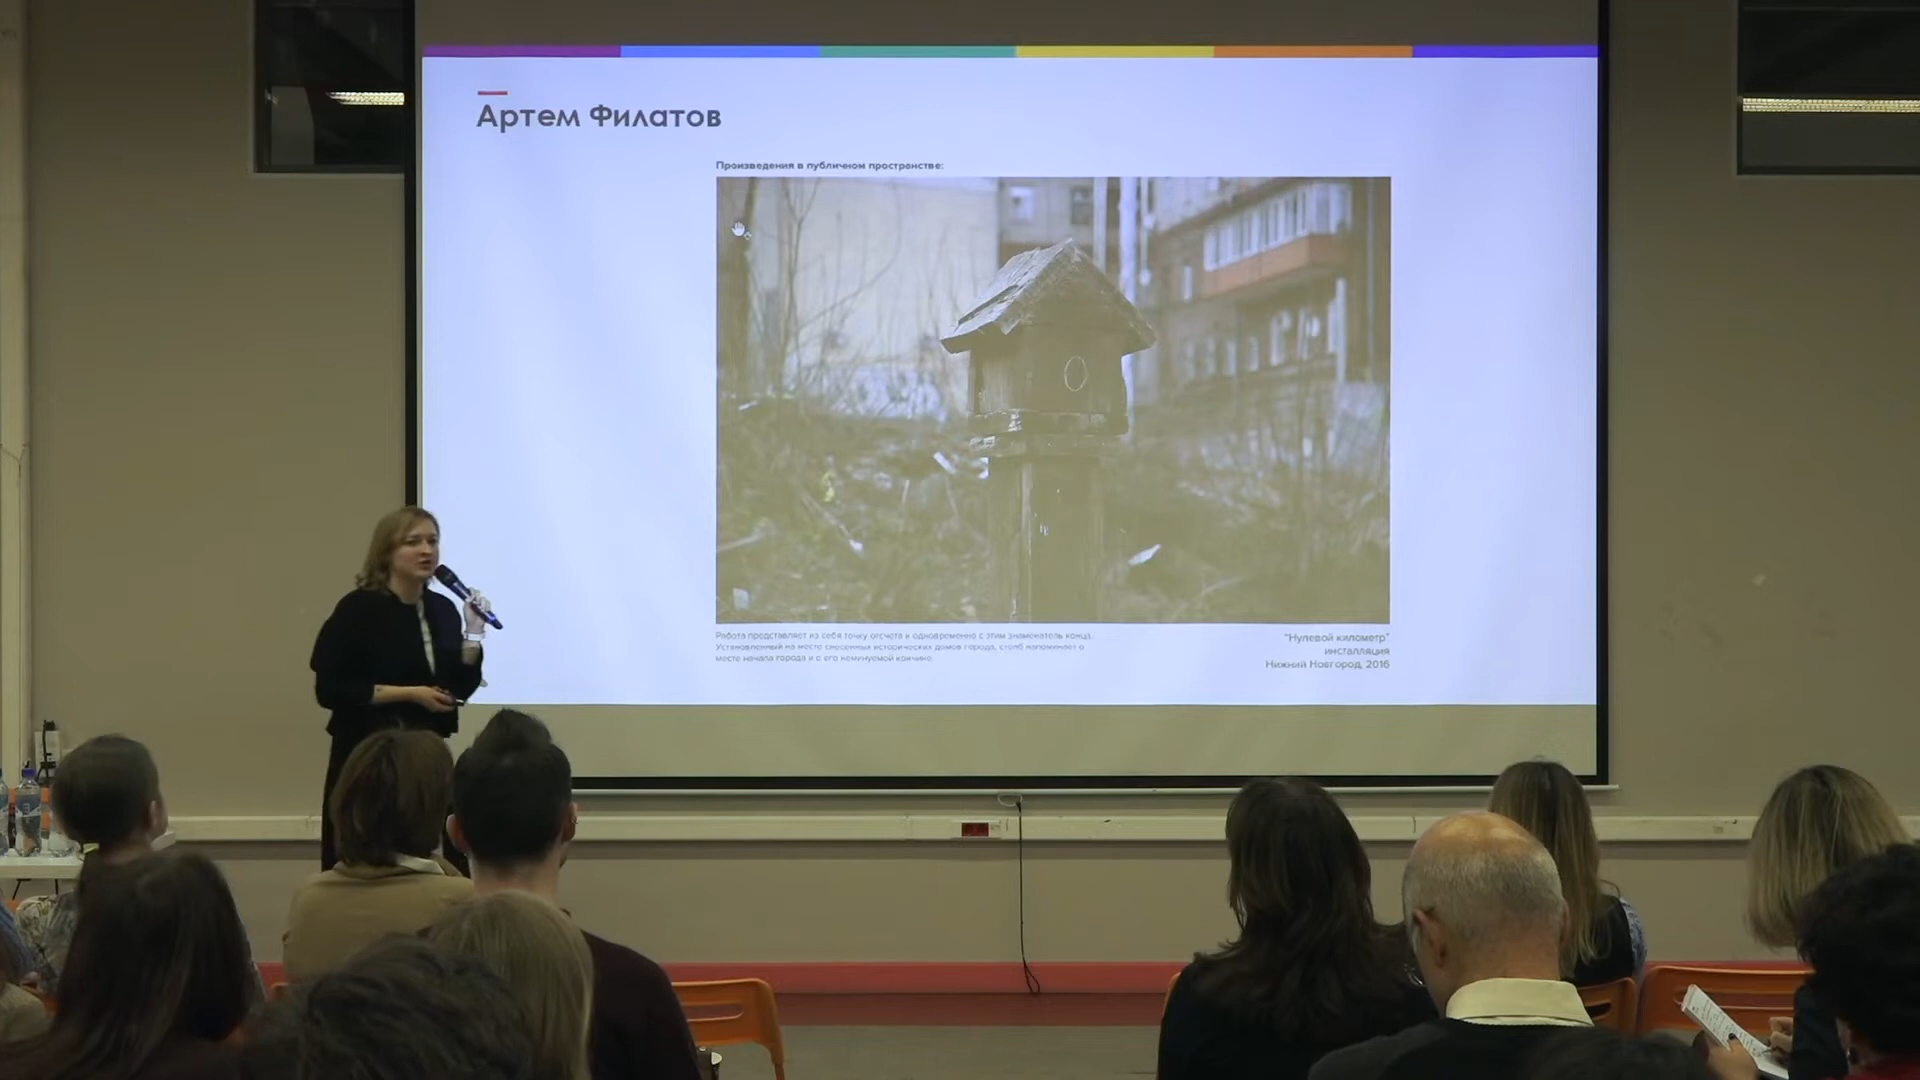 Артем Филатов
Произведения в публичном пространстве:
Работа представляет из себя точку отсчета и одновременно с этим знаменатель конца.
Установленный на месте снесенных исторических домов города, столб напоминает о
месте начала города и о его неминуемой кончине.
"Нулевой километр"
инсталляция
Нижний Новгород, 2016